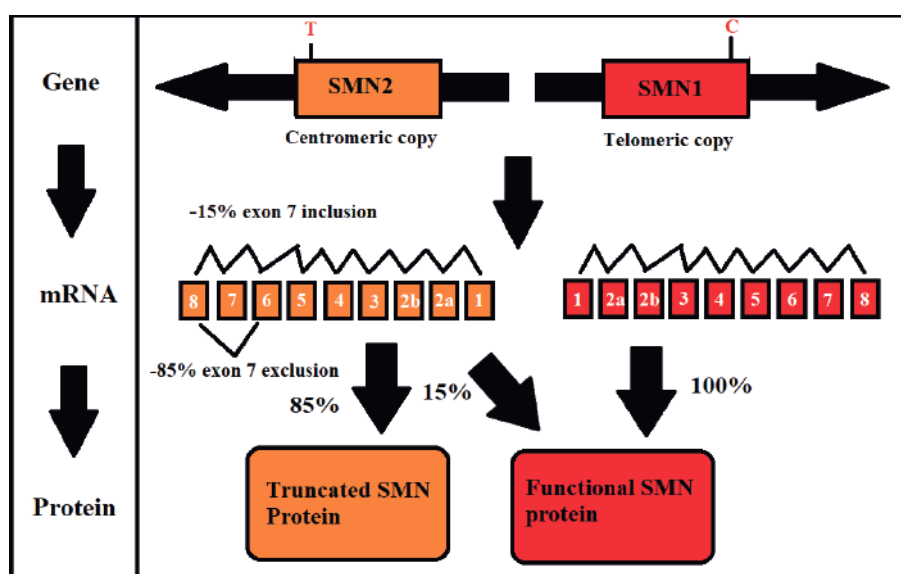 T
C
Gene
SMN2
SMN1
Centromeric copy
Telomeric copy
-15% exon 7 inclusion
mRNA
8 7 6 5 4 3 2b 2a 1
1 2a 2b 3 4 5 6 7 8
-85% exon 7 exclusion
85%
15%
100%
Protein
Truncated SMN
Protein
Functional SMN
protein